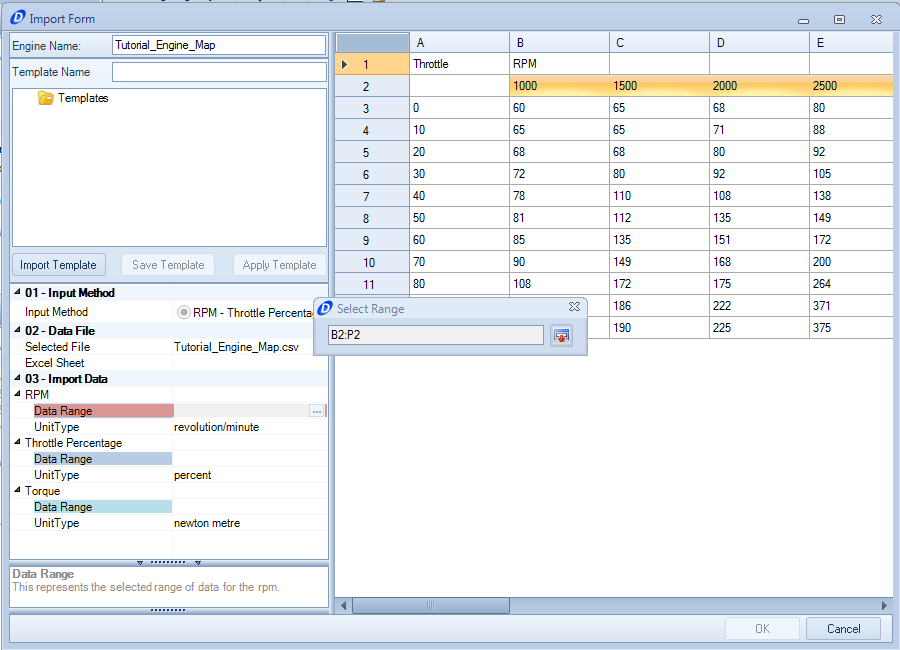 Import Form
Engine Name: Tutorial_Engine_Map
Template Name
Templates
Import Template Save Template Apply Template
01 - Input Method
Input Method RPM - Throttle Percentag
02 - Data File
Selected File Tutorial_Engine_Map.csv
Excel Sheet
03 - Import Data
RPM
Data Range ...
UnitType revolution/minute
Throttle Percentage
Data Range
UnitType percent
Torque
Data Range
UnitType newton metre
Data Range
This represents the selected range of data for the rpm.
A B C D E
1 Throttle RPM
2 1000 1500 2000 2500
3 0 60 65 68 80
4 10 65 65 71 88
5 20 68 68 80 92
6 30 72 80 92 105
7 40 78 110 108 138
8 50 81 112 135 149
9 60 85 135 151 172
10 70 90 149 168 200
11 80 108 172 175 264
186 222 371
190 225 375
Select Range
B2:P2
OK Cancel